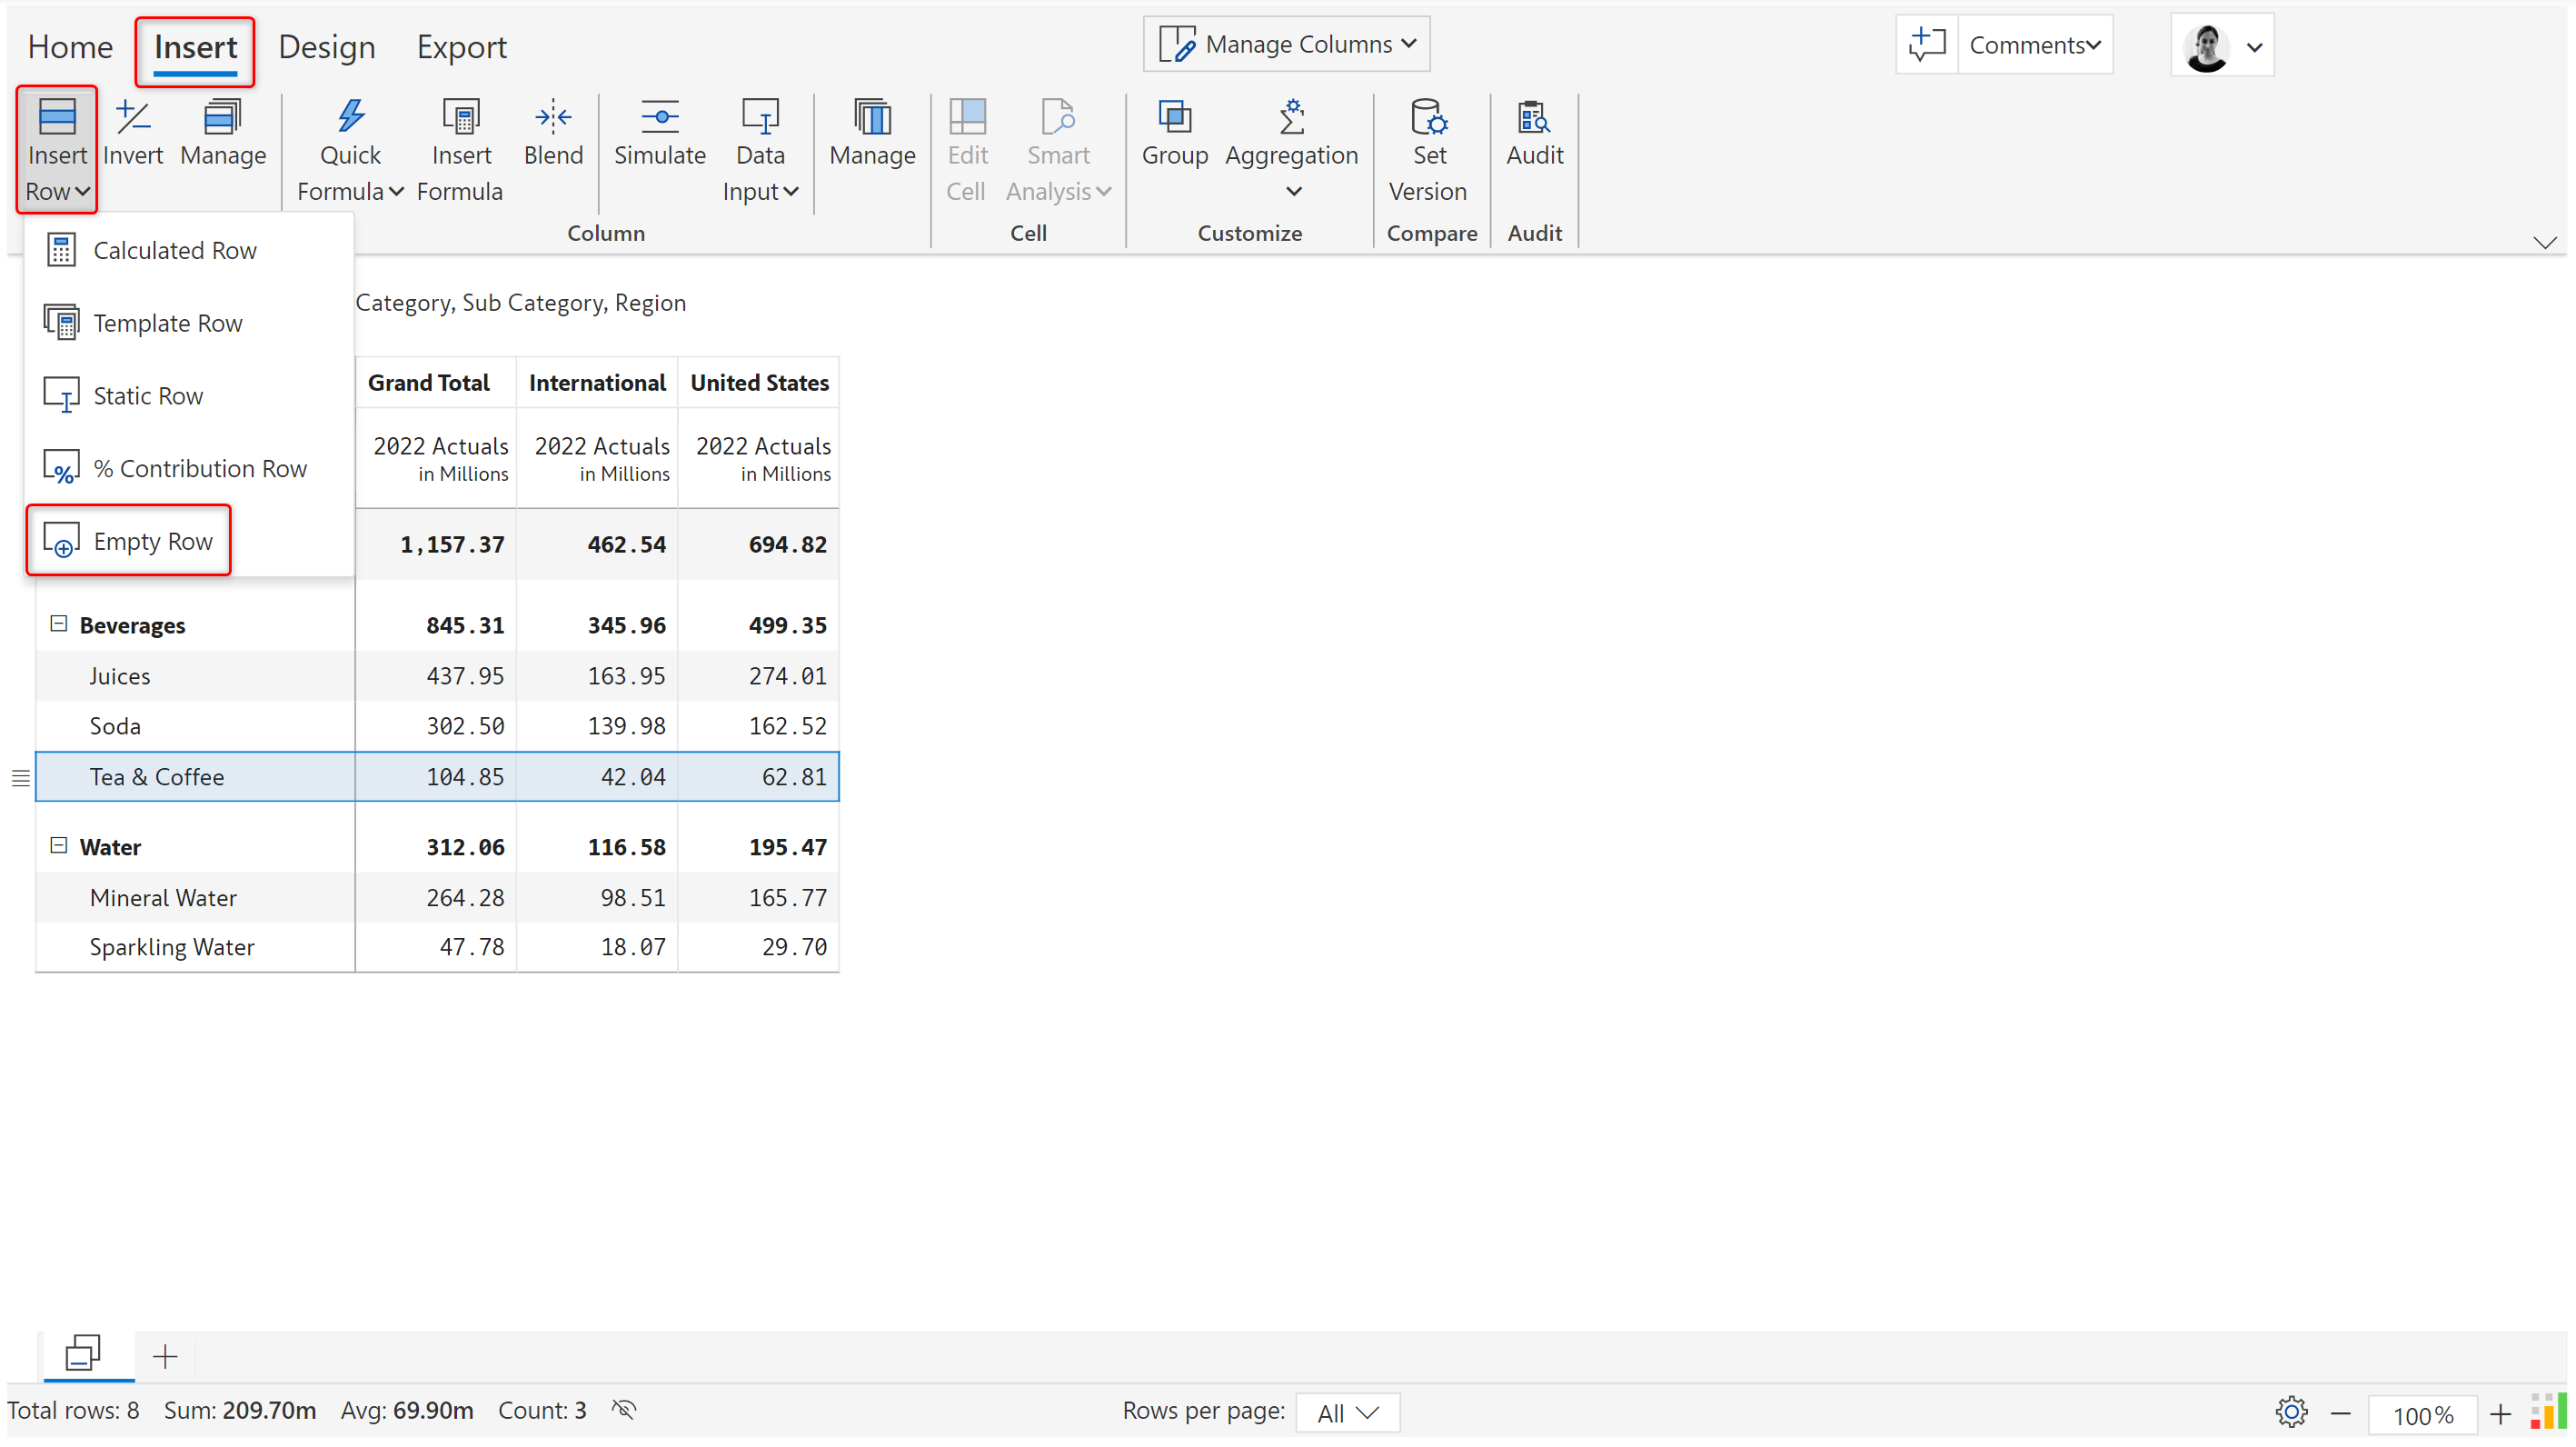 Home Insert Design Export Manage Columns Comments
Insert Row Invert Manage Quick Formula Insert Formula Blend Simulate Data Input Manage Edit Cell Smart Analysis Group Aggregation Set Version Audit
Column Cell Customize Compare Audit
Calculated Row
Template Row
Static Row
% Contribution Row
Empty Row
Category, Sub Category, Region
Grand Total International United States
2022 Actuals 2022 Actuals 2022 Actuals
in Millions in Millions in Millions
1,157.37 462.54 694.82
Beverages 845.31 345.96 499.35
Juices 437.95 163.95 274.01
Soda 302.50 139.98 162.52
Tea & Coffee 104.85 42.04 62.81
Water 312.06 116.58 195.47
Mineral Water 264.28 98.51 165.77
Sparkling Water 47.78 18.07 29.70
Total rows: 8 Sum: 209.70m Avg: 69.90m Count: 3 Rows per page: All 100%